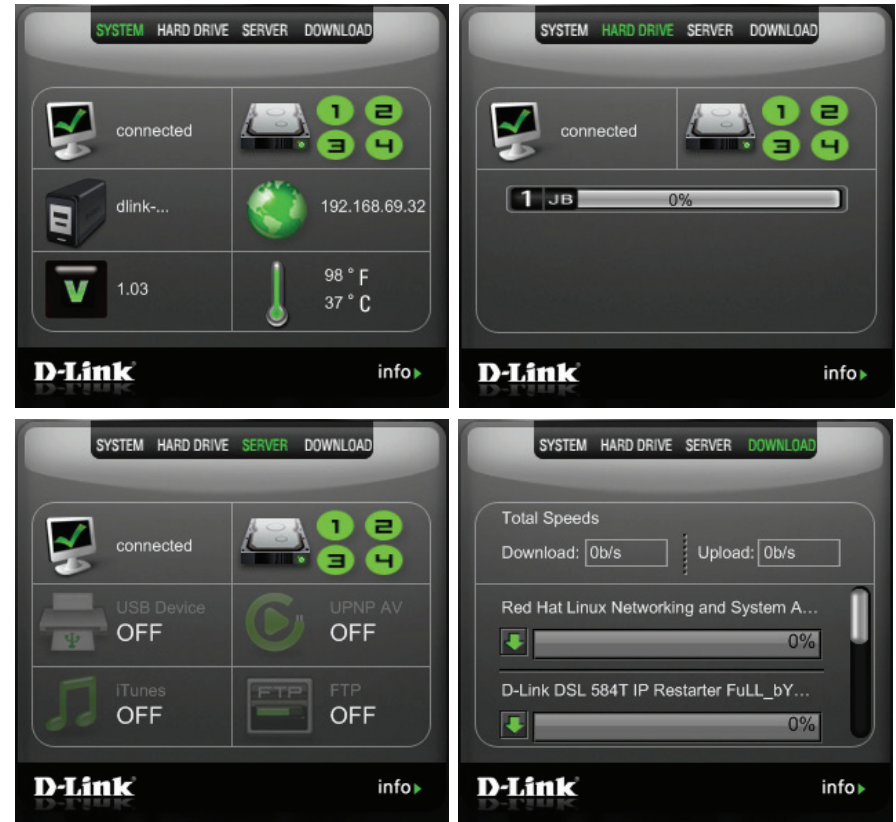 SYSTEM HARD DRIVE SERVER DOWNLOAD
connected
1 2
3 4
dlink-...
192.168.69.32
V
1.03
98 ° F
37 ° C
D-Link
info
SYSTEM HARD DRIVE SERVER DOWNLOAD
connected
1 2
3 4
1 JB 0%
D-Link
info
SYSTEM HARD DRIVE SERVER DOWNLOAD
connected
1 2
3 4
USB Device
OFF
UPNP AV
OFF
iTunes
OFF
FTP
FTP
OFF
D-Link
info
SYSTEM HARD DRIVE SERVER DOWNLOAD
Total Speeds
Download: 0b/s Upload: 0b/s
Red Hat Linux Networking and System A...
0%
D-Link DSL 584T IP Restarter FuLL_bY...
0%
D-Link
info